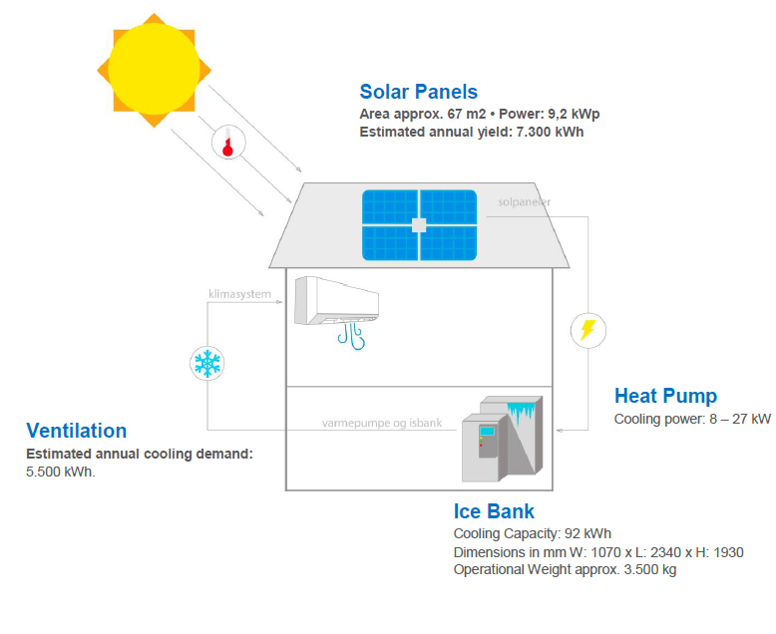 Solar Panels
Area approx. 67 m2 • Power: 9,2 kWp
Estimated annual yield: 7.300 kWh
solpaneler
klimasystem
Heat Pump
Cooling power: 8 – 27 kW
varmepumpe og isbank
Ventilation
Estimated annual cooling demand:
5.500 kWh.
Ice Bank
Cooling Capacity: 92 kWh
Dimensions in mm W: 1070 x L: 2340 x H: 1930
Operational Weight approx. 3.500 kg